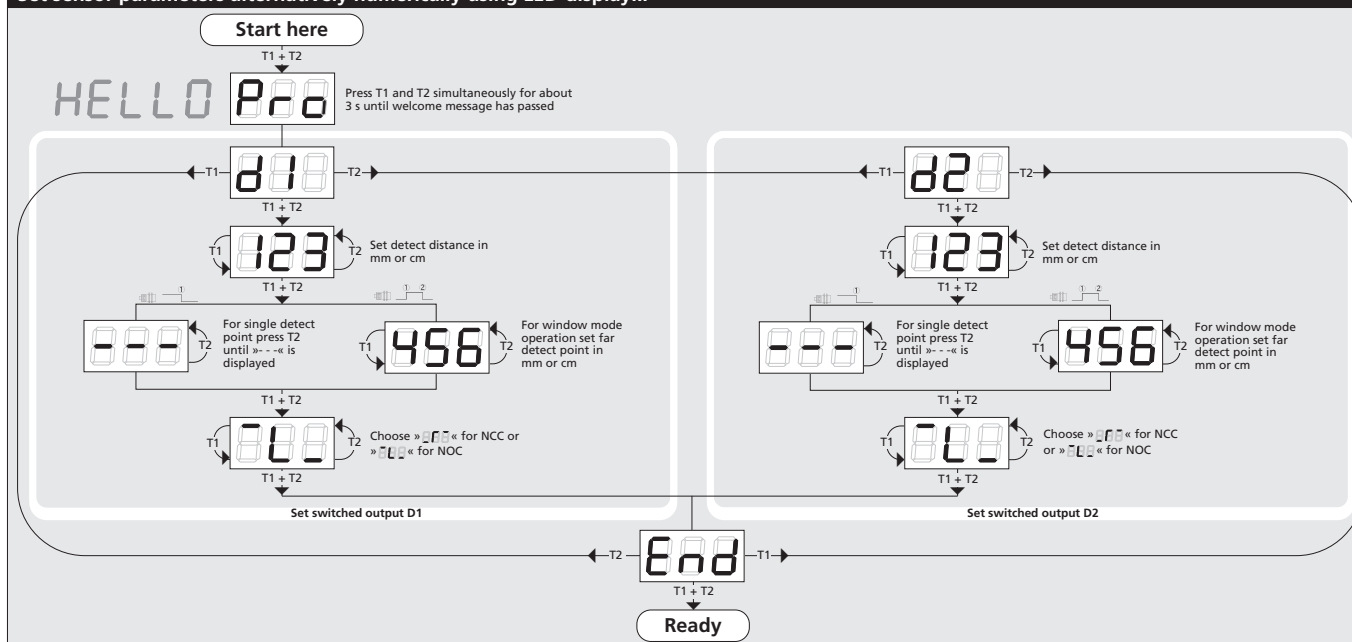 Set sensor parameters alternatively numerically using LED-display...
Start here
T1 + T2
HELLO
Pro
Press T1 and T2 simultaneously for about
3 s until welcome message has passed
T1
d1
T2
T1 + T2
T1
123
T2
Set detect distance in
mm or cm
T1 + T2
1
1 2
- - -
T2
For single detect
point press T2
until »- - -« is
displayed
T1
456
T2
For window mode
operation set far
detect point in
mm or cm
T1 + T2
T1
T2
Choose » « for NCC or
» « for NOC
T1 + T2
Set switched output D1
T1
d2
T2
T1 + T2
T1
123
T2
Set detect distance in
mm or cm
T1 + T2
1
1 2
- - -
T2
For single detect
point press T2
until »- - -« is
displayed
T1
456
T2
For window mode
operation set far
detect point in
mm or cm
T1 + T2
T1
T2
Choose » « for NCC
or » « for NOC
T1 + T2
Set switched output D2
T2
End
T1
T1 + T2
Ready